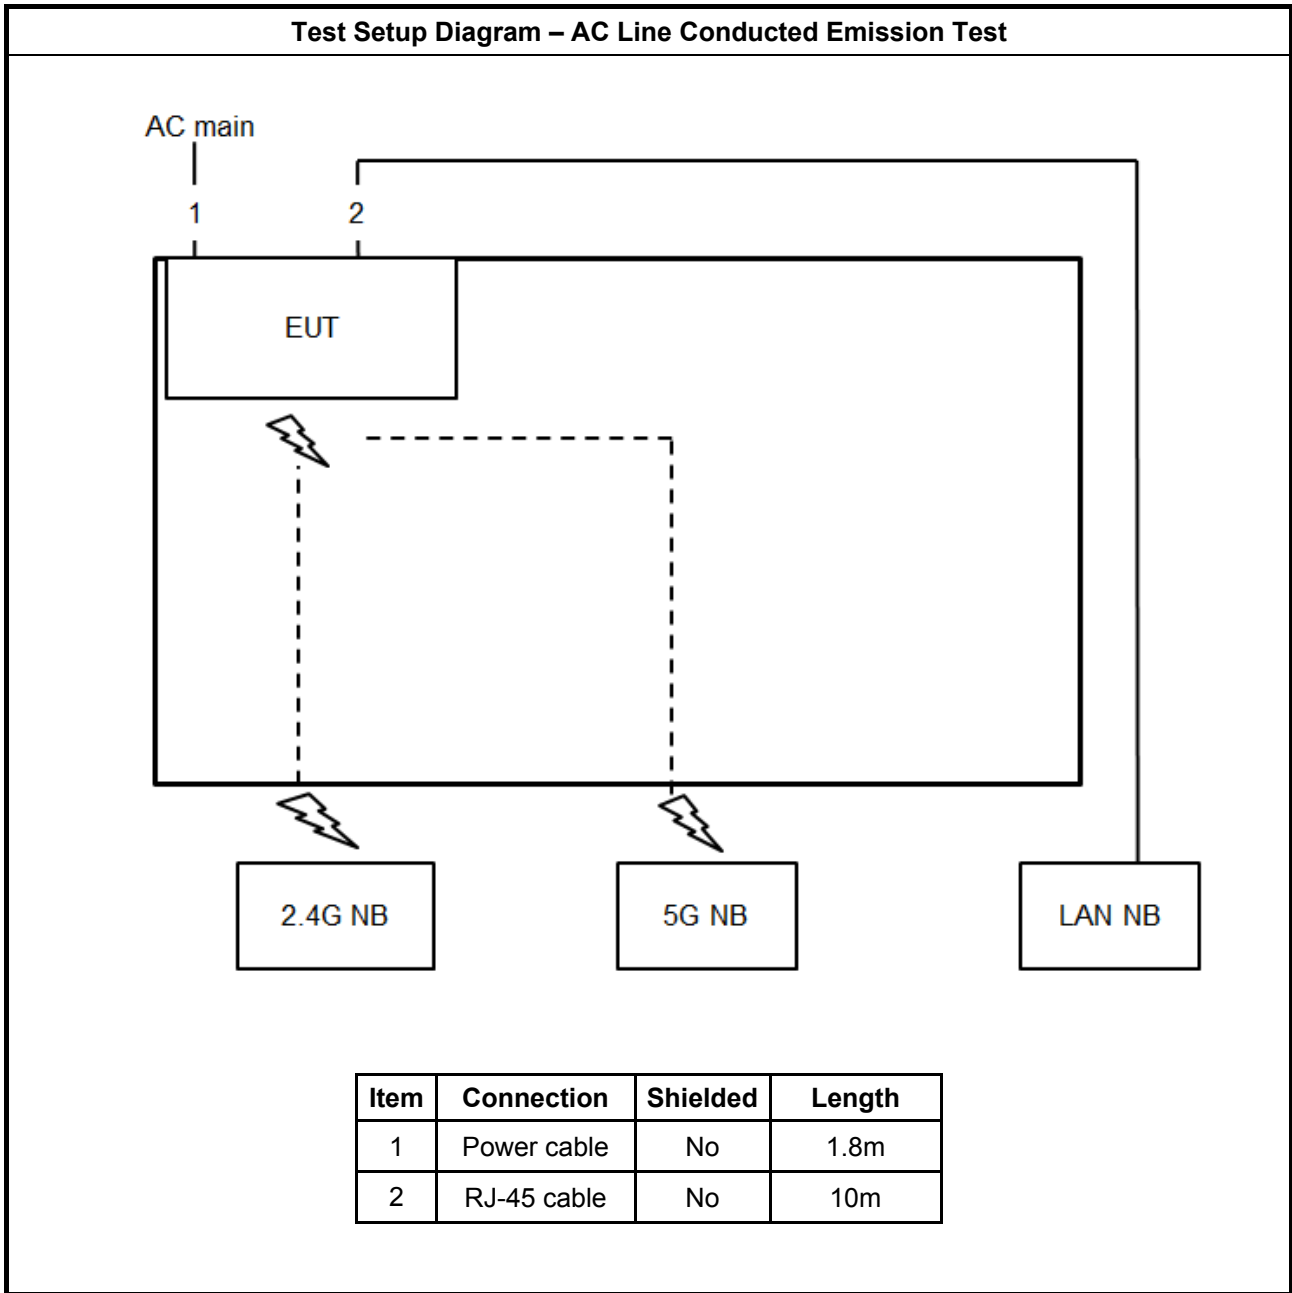 Test Setup Diagram – AC Line Conducted Emission Test
AC main
1 2
EUT
2.4G NB 5G NB LAN NB
Item Connection Shielded Length
1 Power cable No 1.8m
2 RJ-45 cable No 10m